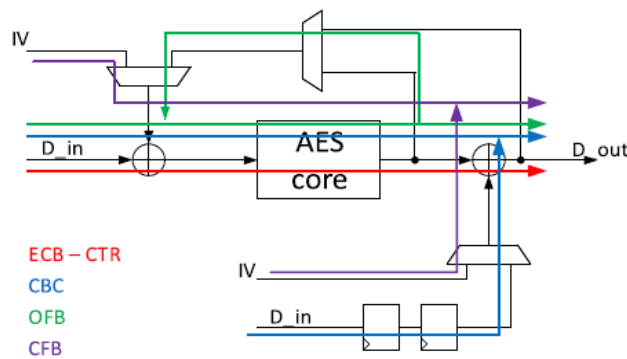 IV
D_in
AES
core
D_out
ECB – CTR
CBC
OFB
CFB
IV
D_in